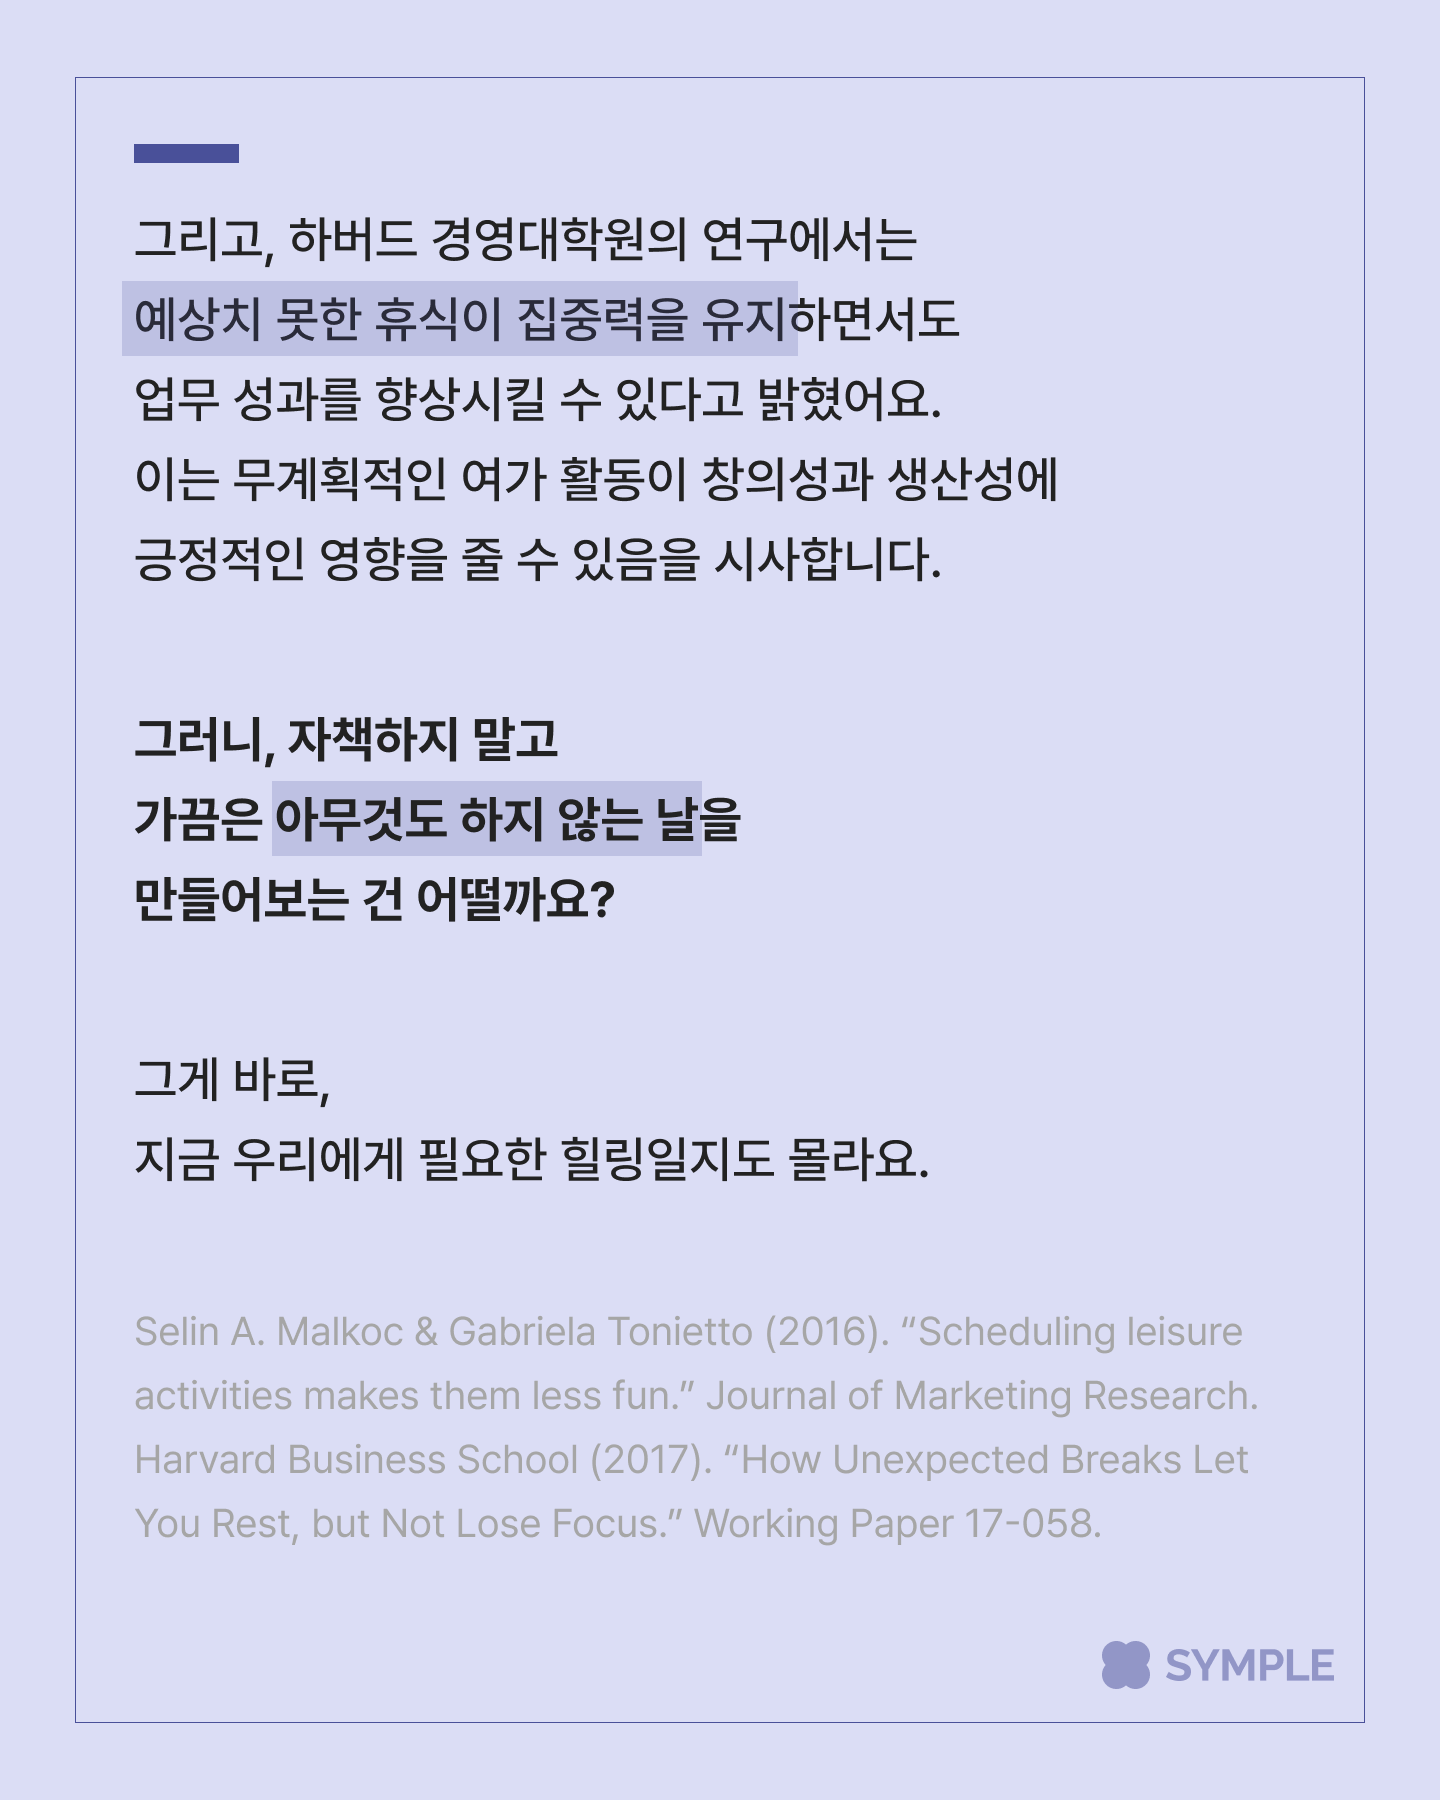 그리고, 하버드 경영대학원의 연구에서는
예상치 못한 휴식이 집중력을 유지하면서도
업무 성과를 향상시킬 수 있다고 밝혔어요.
이는 무계획적인 여가 활동이 창의성과 생산성에
긍정적인 영향을 줄 수 있음을 시사합니다.
그러니, 자책하지 말고
가끔은 아무것도 하지 않는 날을
만들어보는 건 어떨까요?
그게 바로,
지금 우리에게 필요한 힐링일지도 몰라요.
Selin A. Malkoc & Gabriela Tonietto (2016). “Scheduling leisure
activities makes them less fun.” Journal of Marketing Research.
Harvard Business School (2017). “How Unexpected Breaks Let
You Rest, but Not Lose Focus.” Working Paper 17-058.
SYMPLE